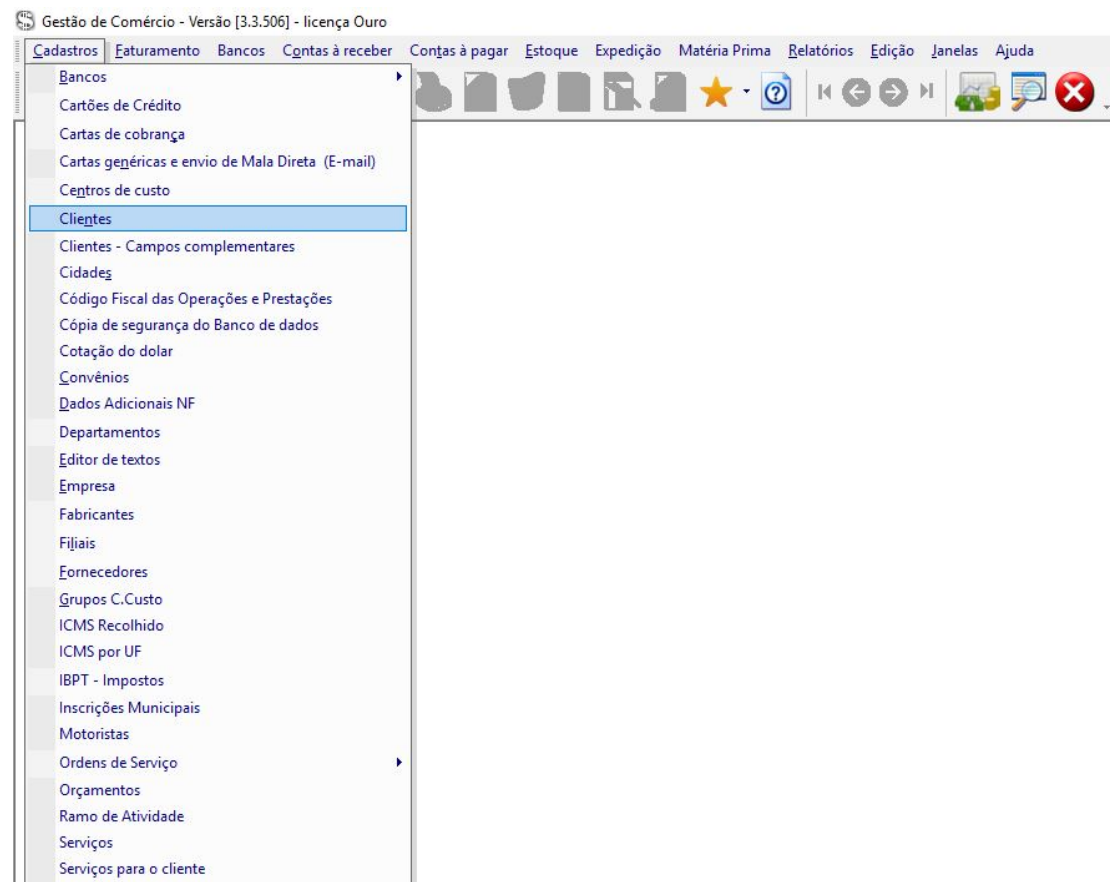 Gestão de Comércio - Versão [3.3.506] - licença Ouro
Cadastros Faturamento Bancos Contas à receber Contas à pagar Estoque Expedição Matéria Prima Relatórios Edição Janelas Ajuda
Bancos
Cartões de Crédito
Cartas de cobrança
Cartas genéricas e envio de Mala Direta (E-mail)
Centros de custo
Clientes
Clientes - Campos complementares
Cidades
Código Fiscal das Operações e Prestações
Cópia de segurança do Banco de dados
Cotação do dolar
Convênios
Dados Adicionais NF
Departamentos
Editor de textos
Empresa
Fabricantes
Filiais
Fornecedores
Grupos C.Custo
ICMS Recolhido
ICMS por UF
IBPT - Impostos
Inscrições Municipais
Motoristas
Ordens de Serviço
Orçamentos
Ramo de Atividade
Serviços
Serviços para o cliente